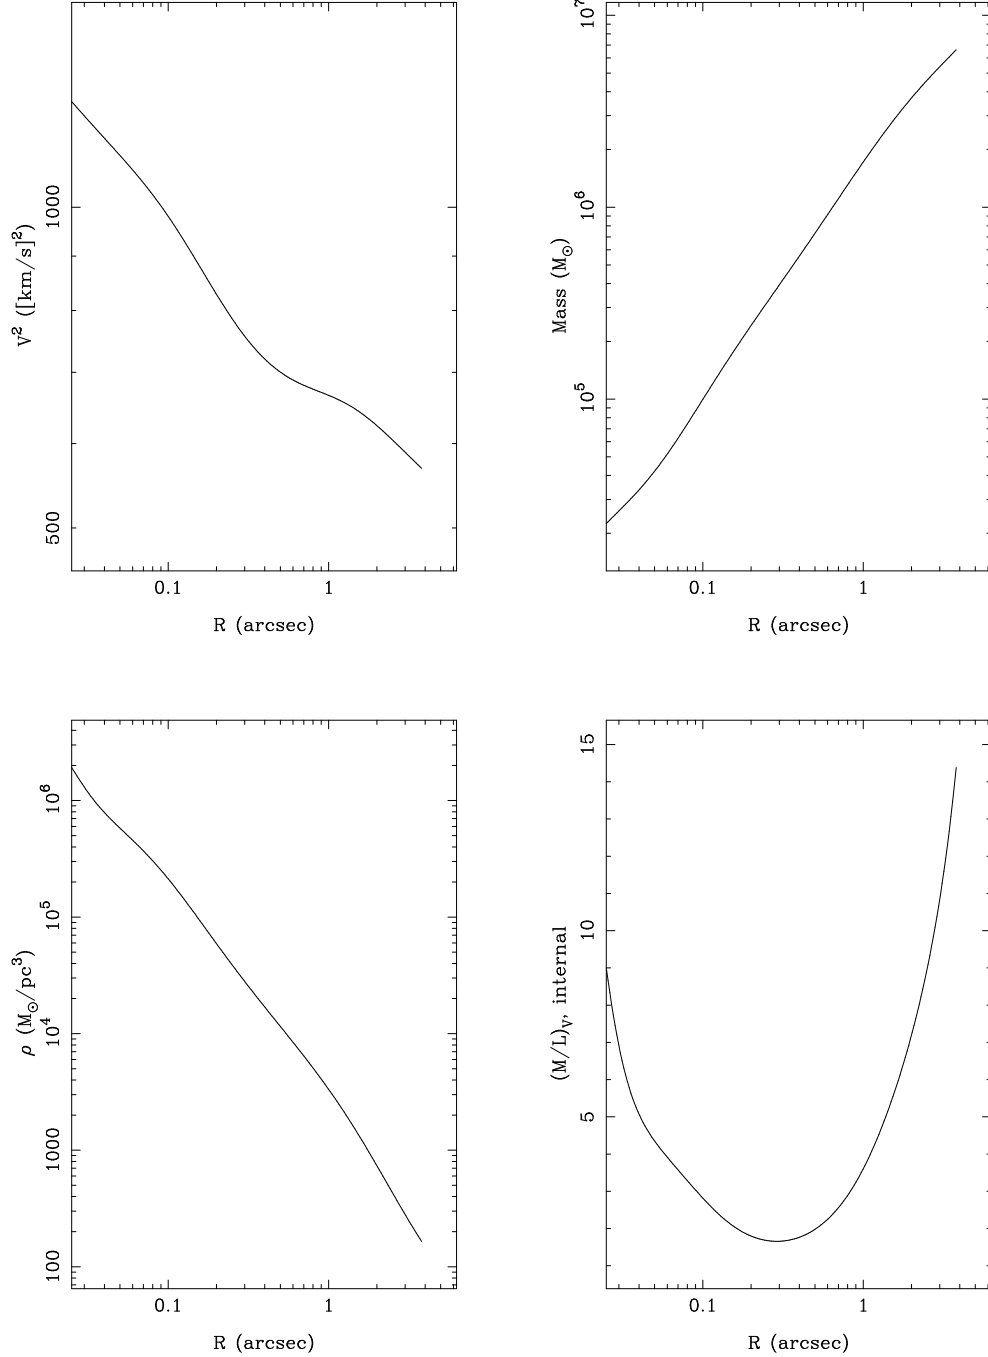 V² ([km/s]²)
1000
500
0.1 1
R (arcsec)
Mass (M☉)
10⁷
10⁶
10⁵
0.1 1
R (arcsec)
ρ (M☉/pc³)
10⁶
10⁵
10⁴
1000
100
0.1 1
R (arcsec)
(M/L)ᵥ, internal
15
10
5
0.1 1
R (arcsec)